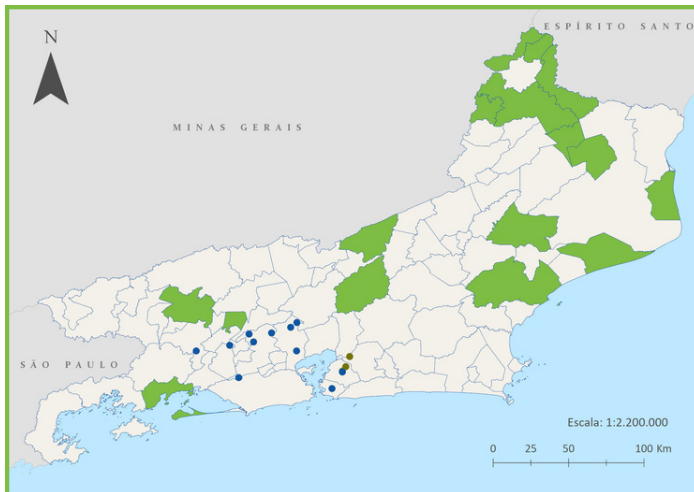 ESPÍRITO SANTO
N
MINAS GERAIS
SÃO PAULO
Escala: 1:2.200.000
0 25 50 100 Km